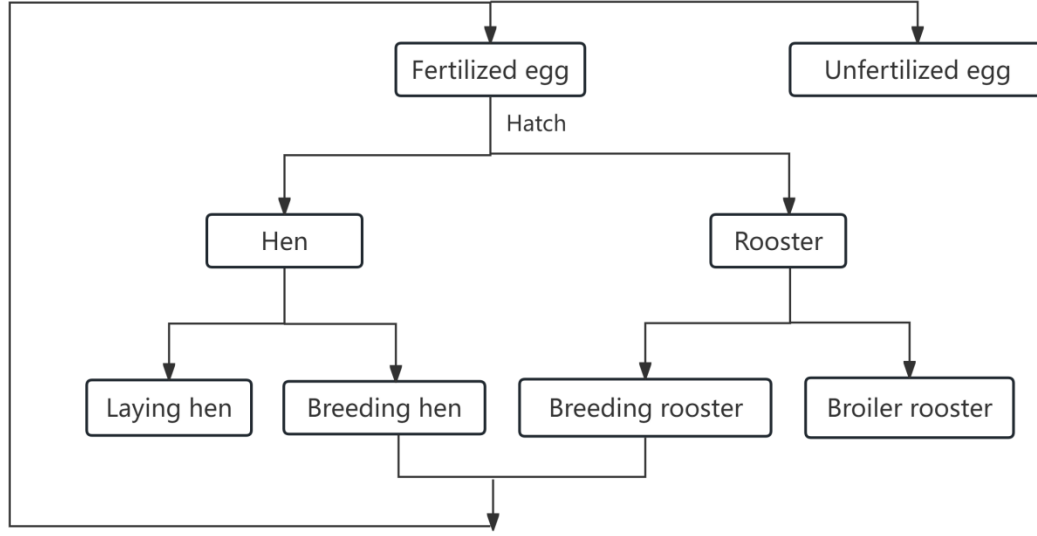 Fertilized egg
Unfertilized egg
Hatch
Hen
Rooster
Laying hen
Breeding hen
Breeding rooster
Broiler rooster